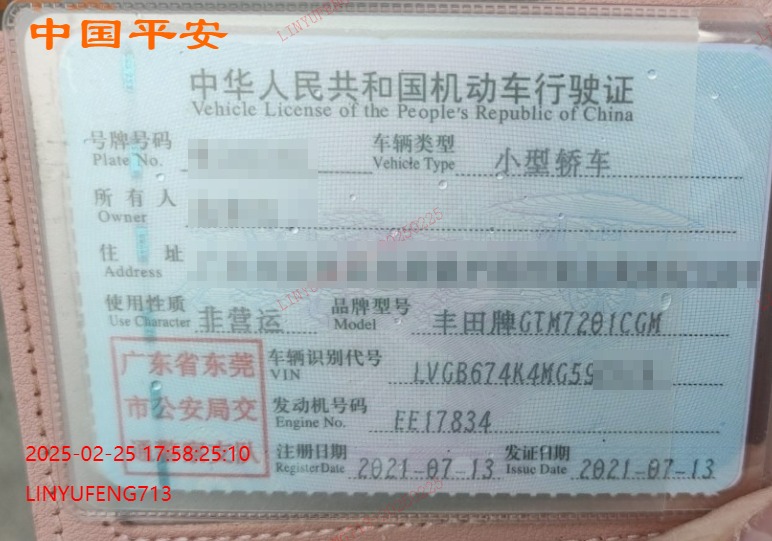 中国平安
中华人民共和国机动车行驶证
Vehicle License of the People's Republic of China
号牌号码 Plate No. 车辆类型 Vehicle Type 小型轿车
所有人 Owner
住址 Address
使用性质 Use Character 非营运 品牌型号 Model 丰田牌GTM7201CGM
广东省东莞
市公安局交
车辆识别代号 VIN LVGB674K4MG59
发动机号码 Engine No. EE17834
注册日期 Register Date 2021-07-13 发证日期 Issue Date 2021-07-13
2025-02-25 17:58:25:10
LINYUFENG713